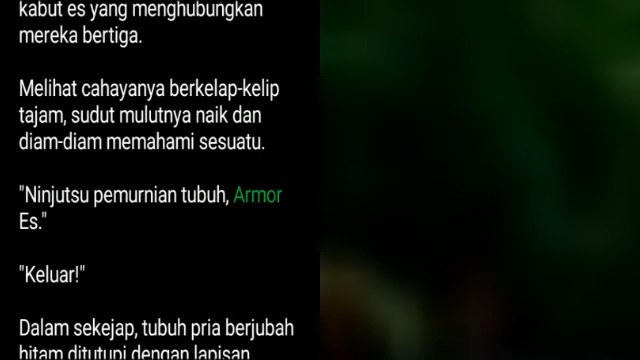 kabut es yang menghubungkan
mereka bertiga.
Melihat cahayanya berkelap-kelip
tajam, sudut mulutnya naik dan
diam-diam memahami sesuatu.
"Ninjutsu pemurnian tubuh, Armor
Es."
"Keluar!"
Dalam sekejap, tubuh pria berjubah
hitam ditutupi dengan lapisan